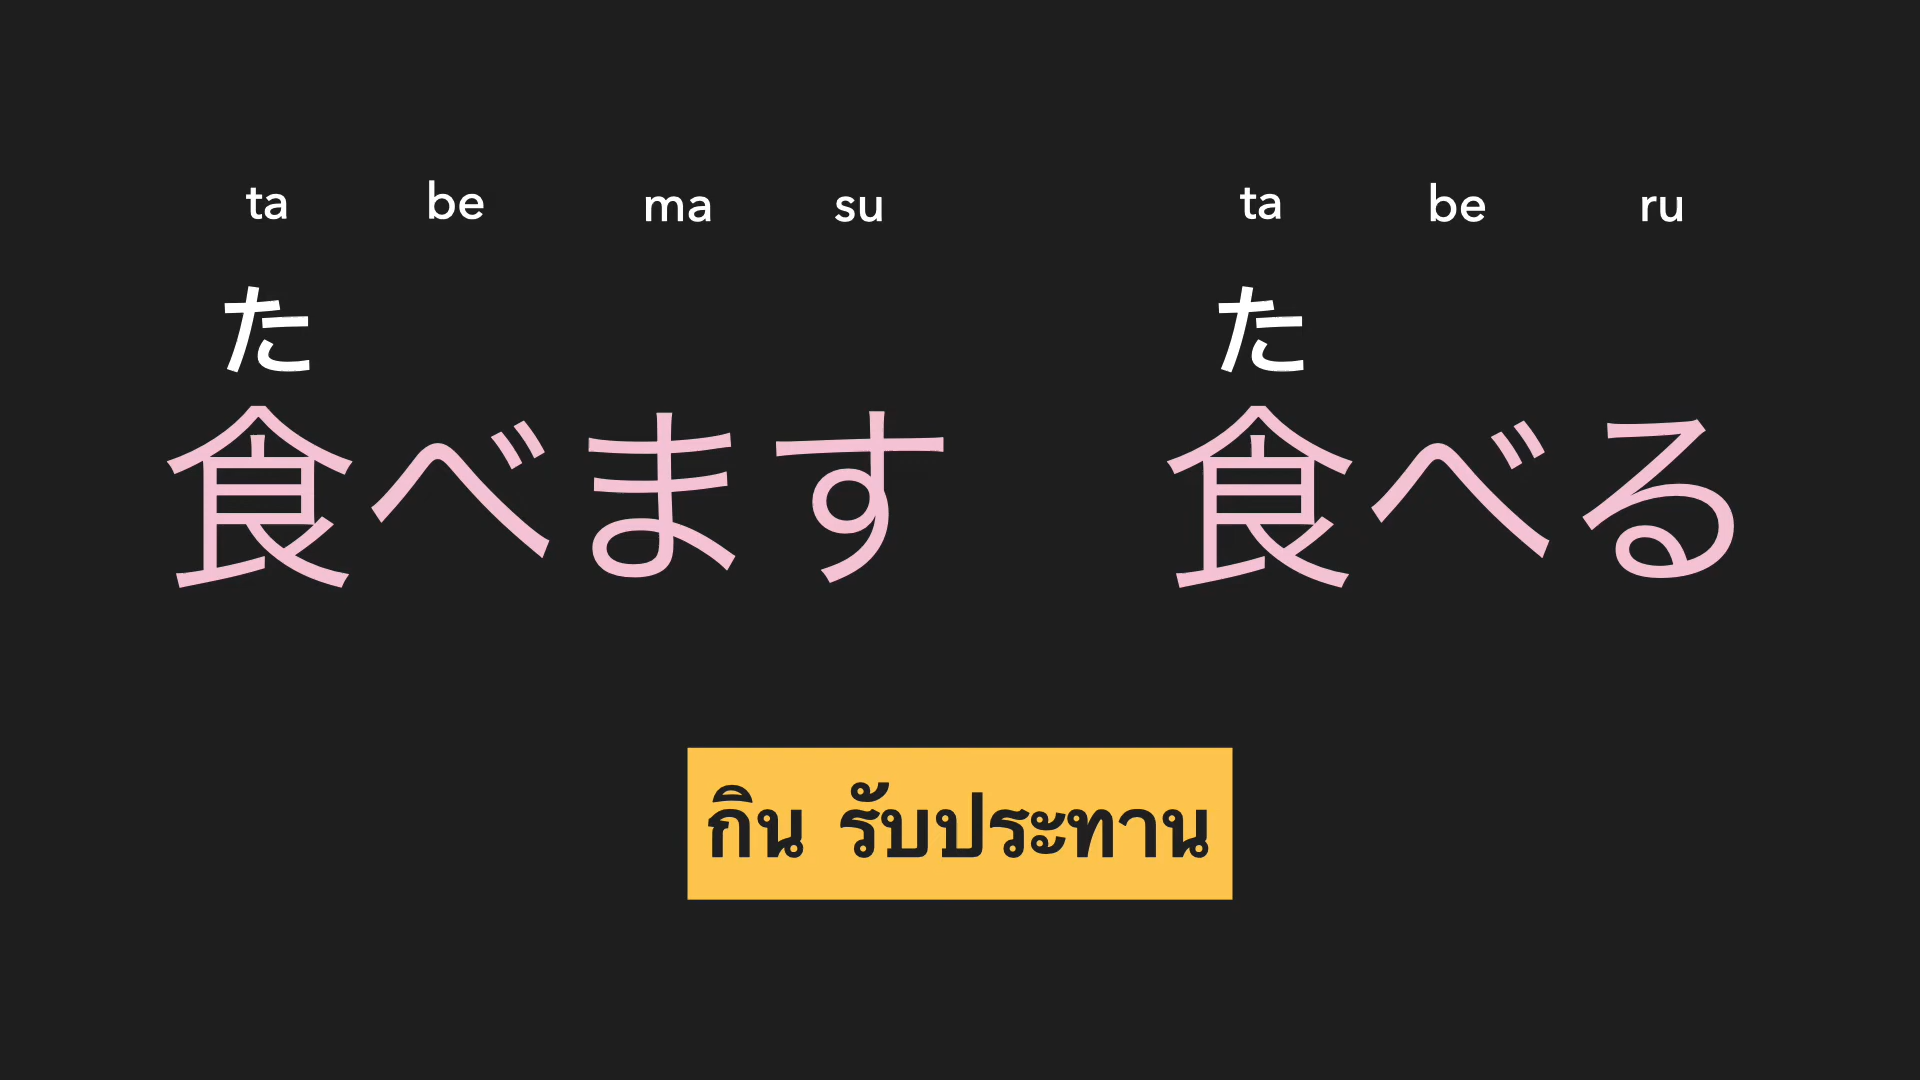 ta be ma su ta be ru
た た
食べます 食べる
กิน รับประทาน